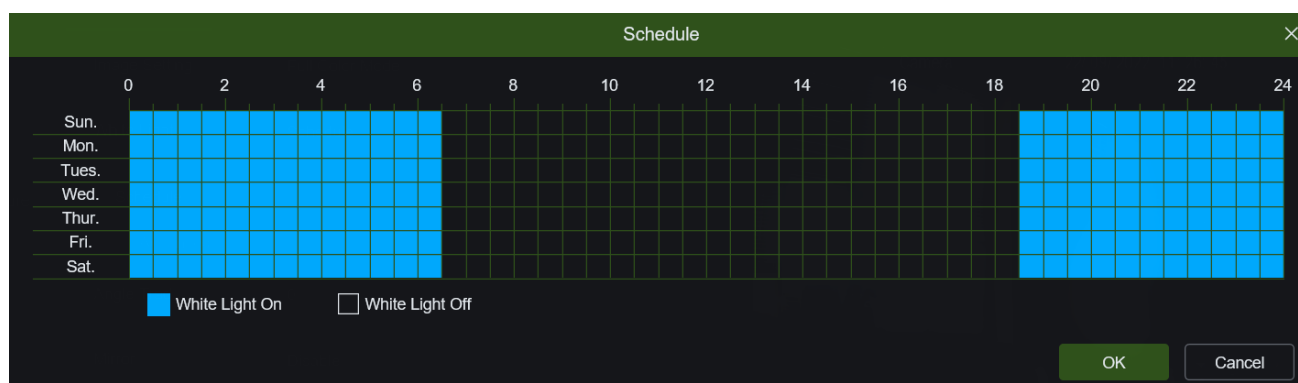 Schedule
0 2 4 6 8 10 12 14 16 18 20 22 24
Sun.
Mon.
Tues.
Wed.
Thur.
Fri.
Sat.
White Light On White Light Off
OK Cancel